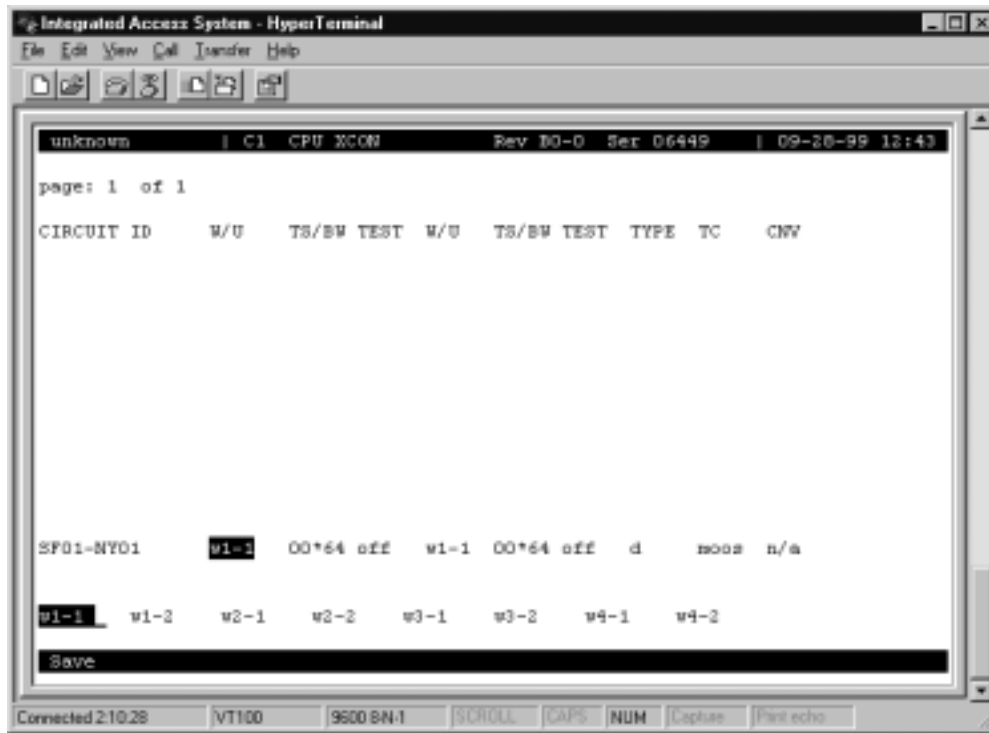 Integrated Access System - HyperTerminal
File Edit View Call Transfer Help
unknown | C1 CPU XCON Rev B0-0 Ser 06449 | 09-28-99 12:43
page: 1 of 1
CIRCUIT ID W/U TS/BW TEST W/U TS/BW TEST TYPE TC CNV
SF01-NY01 w1-1 00*64 off w1-1 00*64 off d moos n/a
w1-1 _ w1-2 w2-1 w2-2 w3-1 w3-2 w4-1 w4-2
Save
Connected 2:10:28 VT100 9600 8-N-1 SCROLL CAPS NUM Capture Print echo